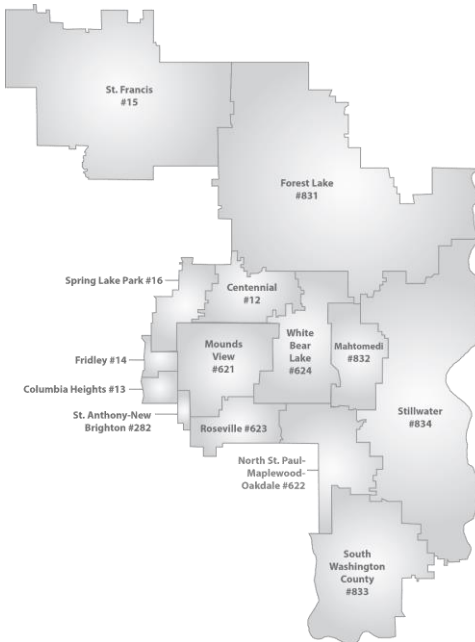 St. Francis
#15
Forest Lake
#831
Spring Lake Park #16
Centennial
#12
White
Bear
Lake
#624
Mahtomedi
#832
Mounds
View
#621
Fridley #14
Columbia Heights #13
St. Anthony-New
Brighton #282
Roseville #623
Stillwater
#834
North St. Paul-
Maplewood-
Oakdale #622
South
Washington
County
#833